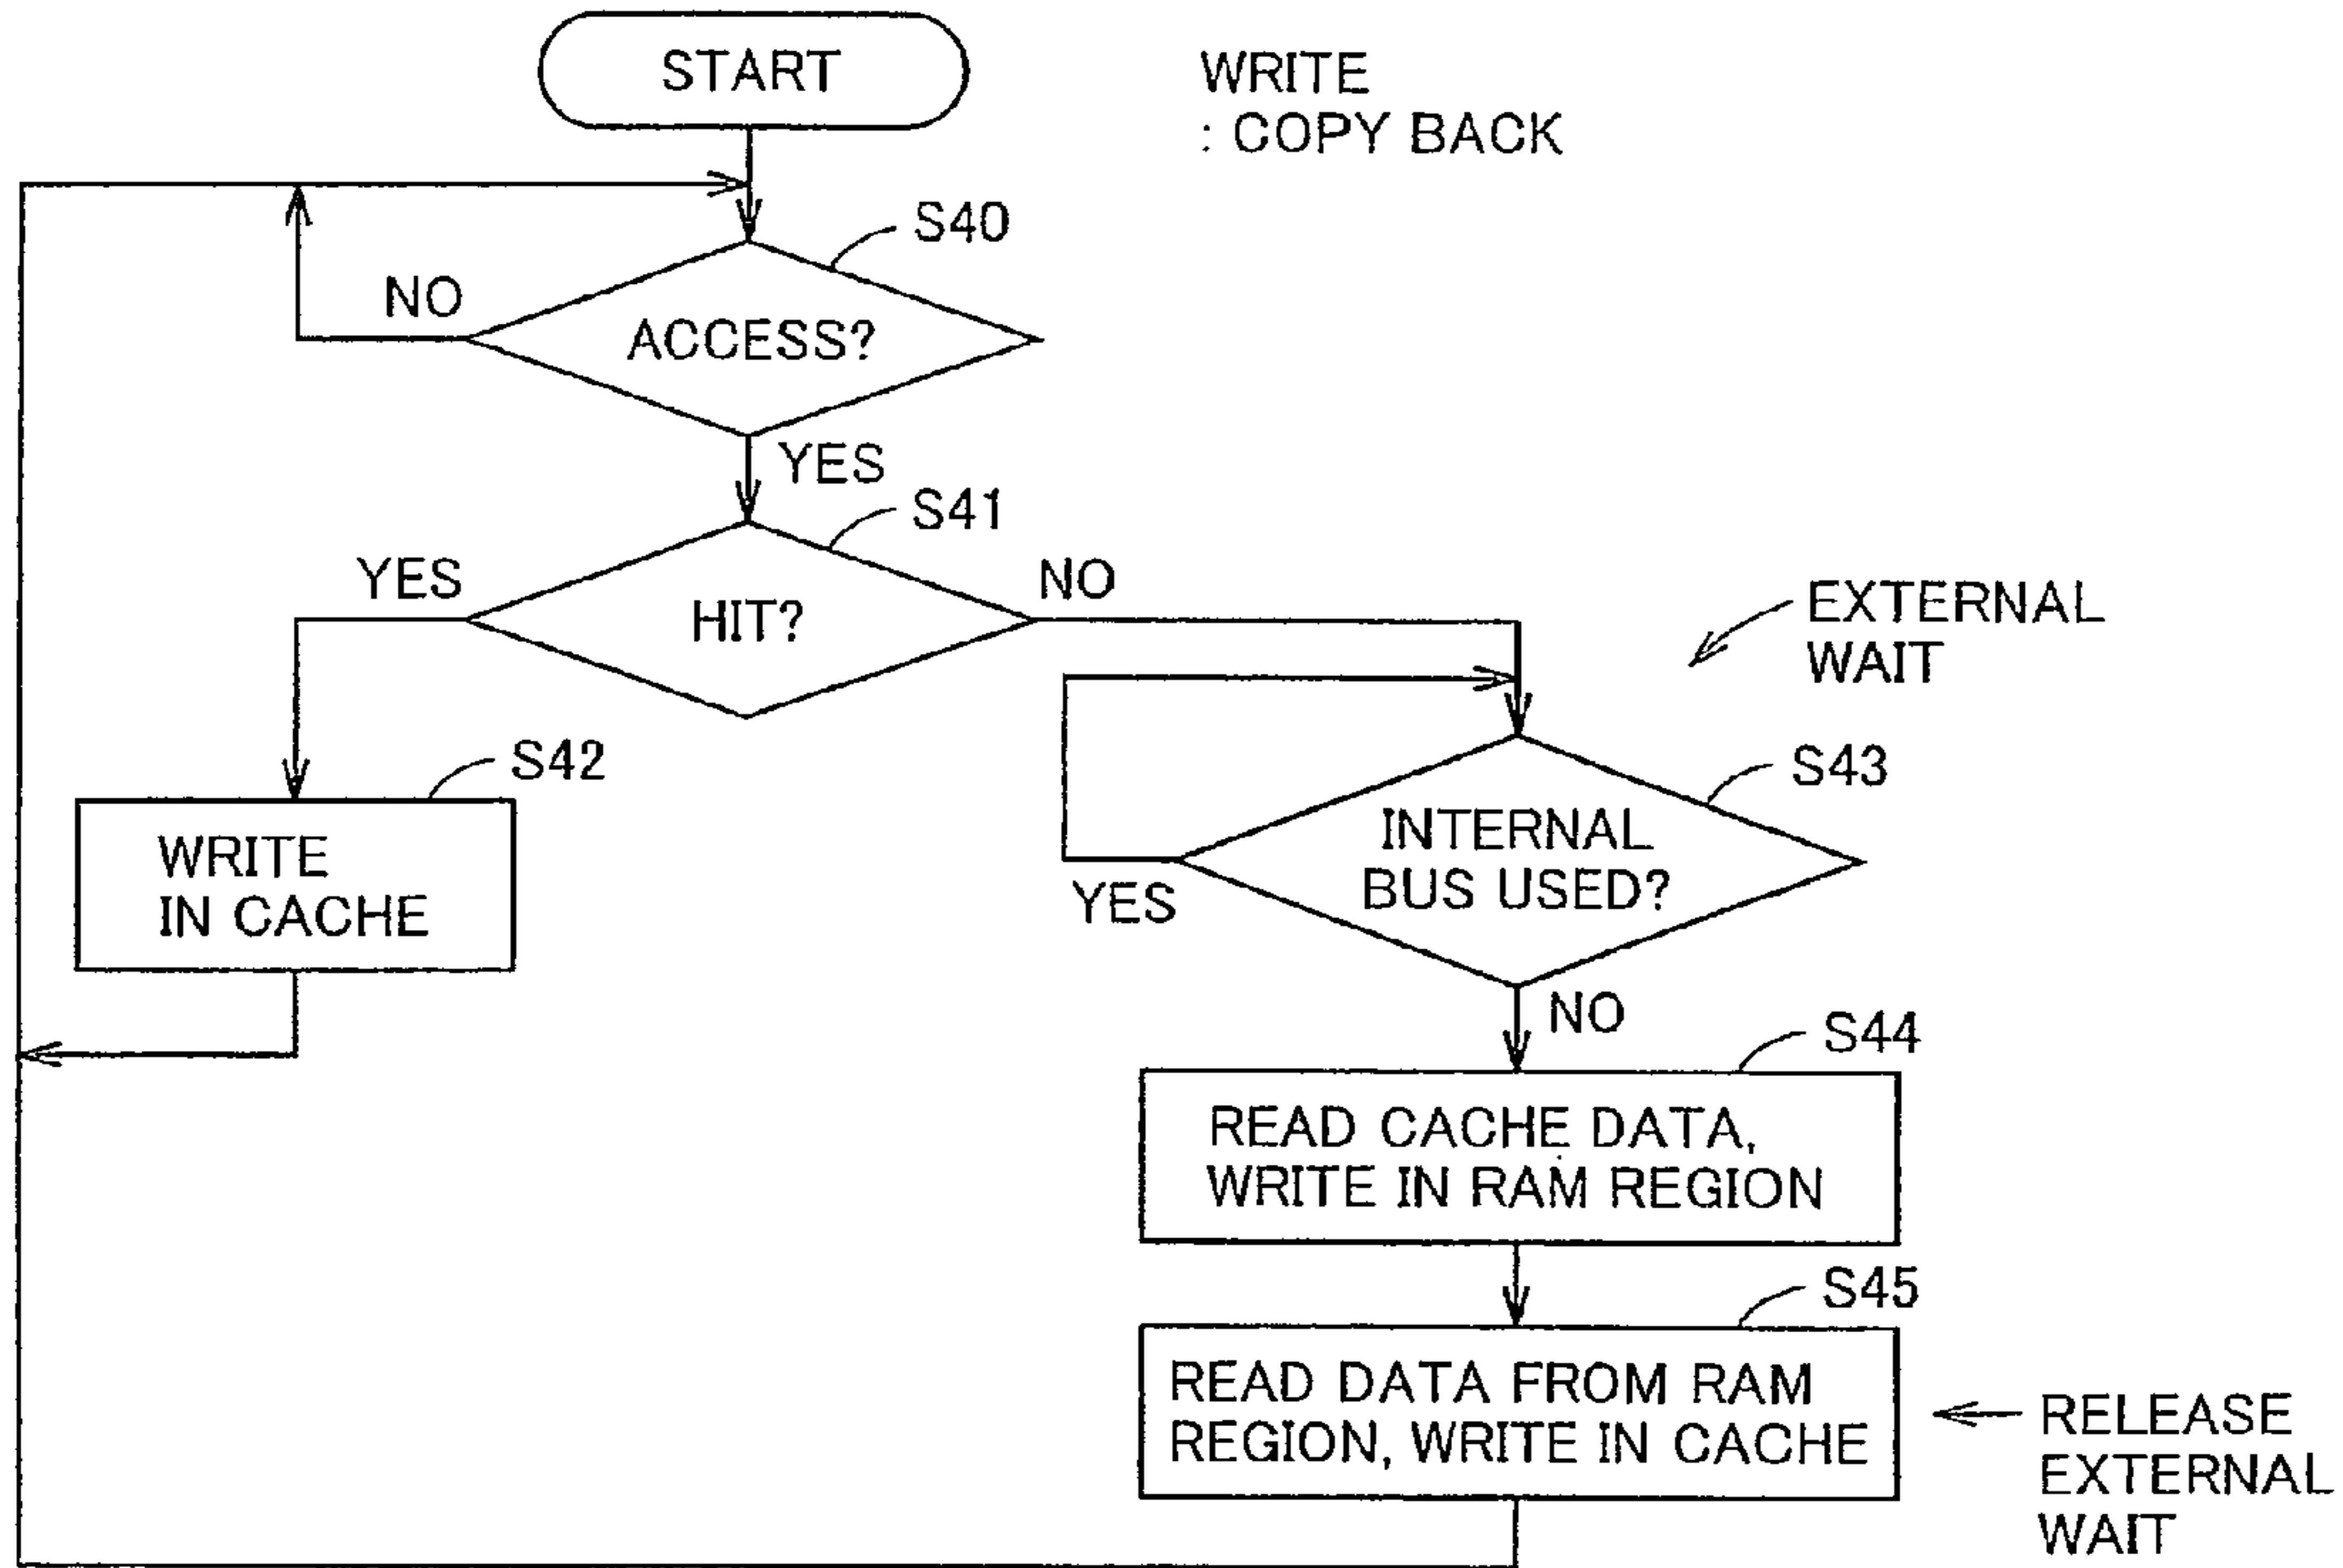 START
WRITE
: COPY BACK
S40
NO
ACCESS?
YES
S41
YES
HIT?
NO
EXTERNAL
WAIT
S42
WRITE
IN CACHE
S43
INTERNAL
BUS USED?
YES
NO
S44
READ CACHE DATA,
WRITE IN RAM REGION
S45
READ DATA FROM RAM
REGION, WRITE IN CACHE
RELEASE
EXTERNAL
WAIT